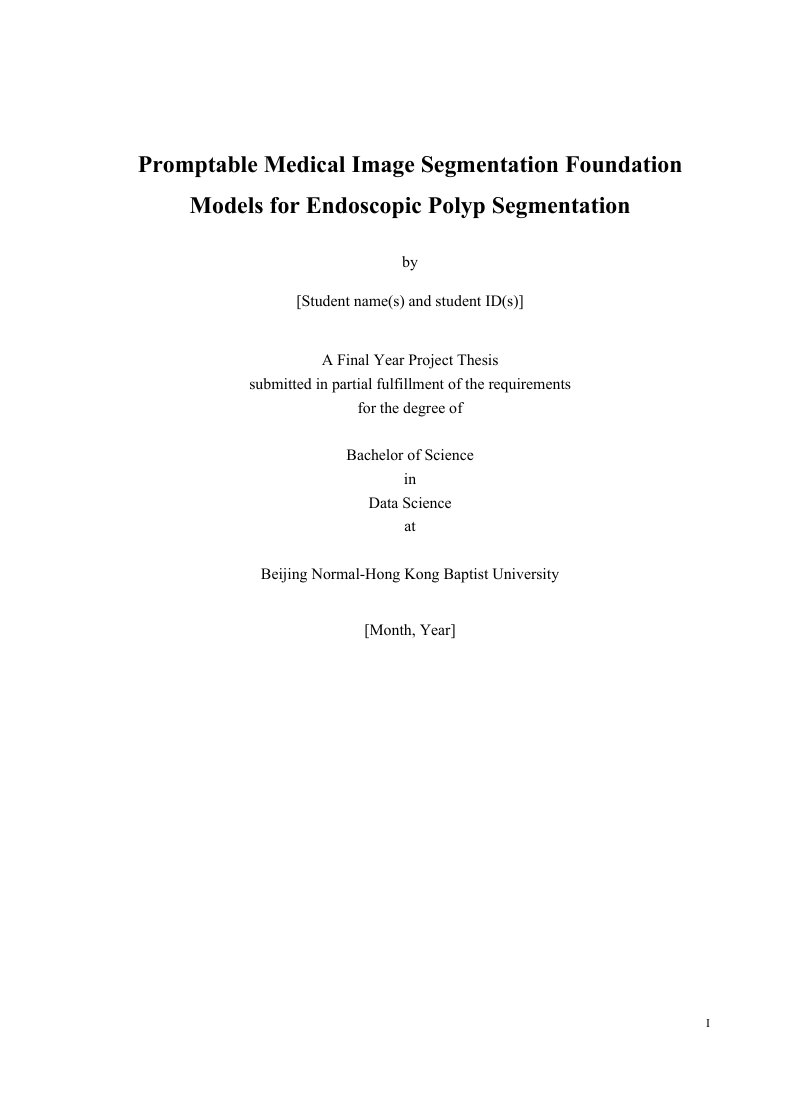 Promptable Medical Image Segmentation Foundation
Models for Endoscopic Polyp Segmentation
by
[Student name(s) and student ID(s)]
A Final Year Project Thesis
submitted in partial fulfillment of the requirements
for the degree of
Bachelor of Science
in
Data Science
at
Beijing Normal-Hong Kong Baptist University
[Month, Year]
I